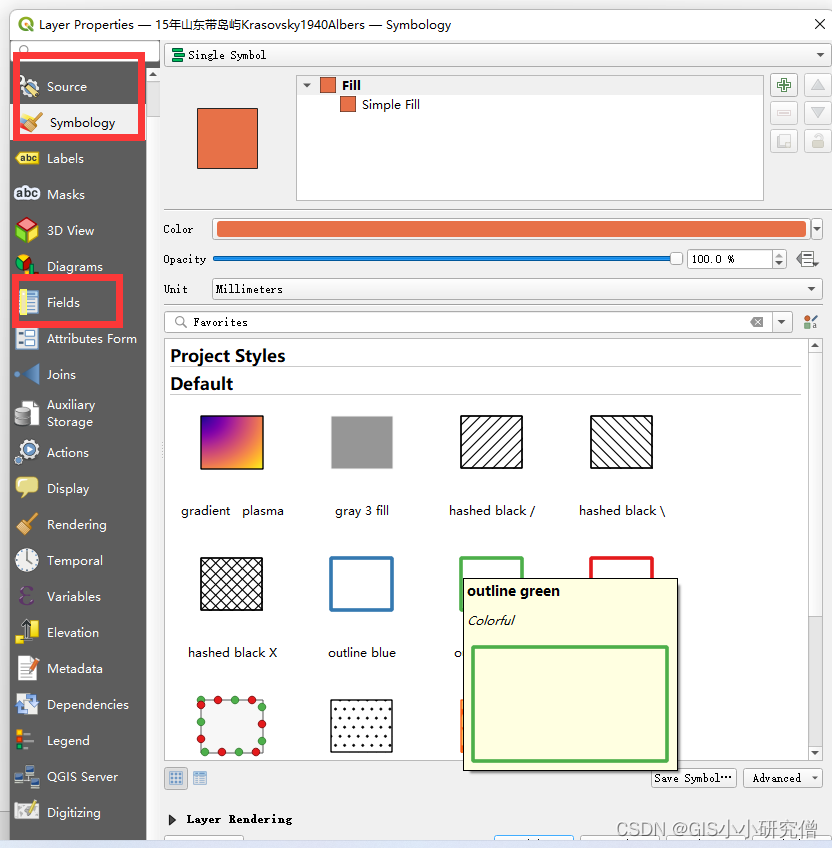 Layer Properties — 15年山东带岛屿Krasovsky1940Albers — Symbology
Source
Symbology
abc Labels
abc Masks
3D View
Diagrams
Fields
Attributes Form
Joins
Auxiliary
Storage
Actions
Display
Rendering
Temporal
ε Variables
Elevation
Metadata
Dependencies
Legend
QGIS Server
Digitizing
Single Symbol
Fill
Simple Fill
Color
Opacity
100.0 %
Unit
Millimeters
Favorites
Project Styles
Default
gradient plasma
gray 3 fill
hashed black /
hashed black \
hashed black X
outline blue
outline green
Colorful
Save Symbol…
Advanced
Layer Rendering
CSDN @GIS小小研究僧